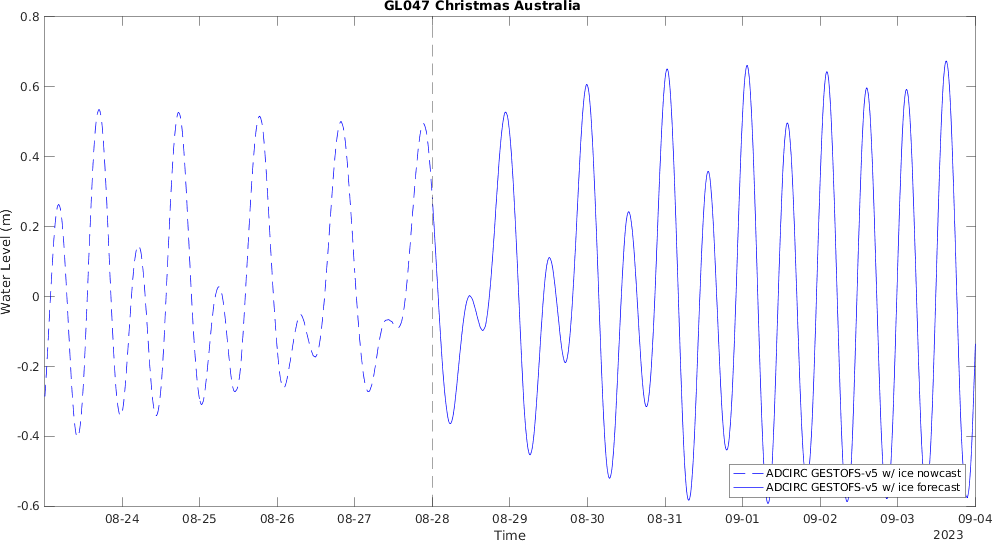 GL047 Christmas Australia
0.8
0.6
0.4
0.2
0
-0.2
-0.4
-0.6
Water Level (m)
ADCIRC GESTOFS-v5 w/ ice nowcast
ADCIRC GESTOFS-v5 w/ ice forecast
08-24 08-25 08-26 08-27 08-28 08-29 08-30 08-31 09-01 09-02 09-03 09-04
Time
2023